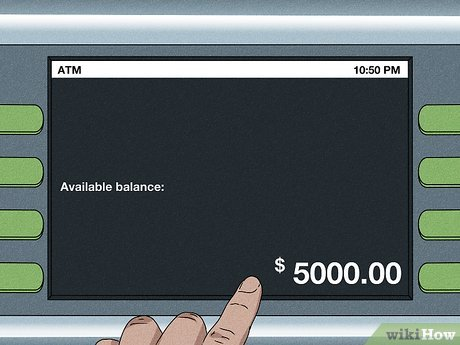 ATM 10:50 PM
Available balance:
$ 5000.00
wikiHow